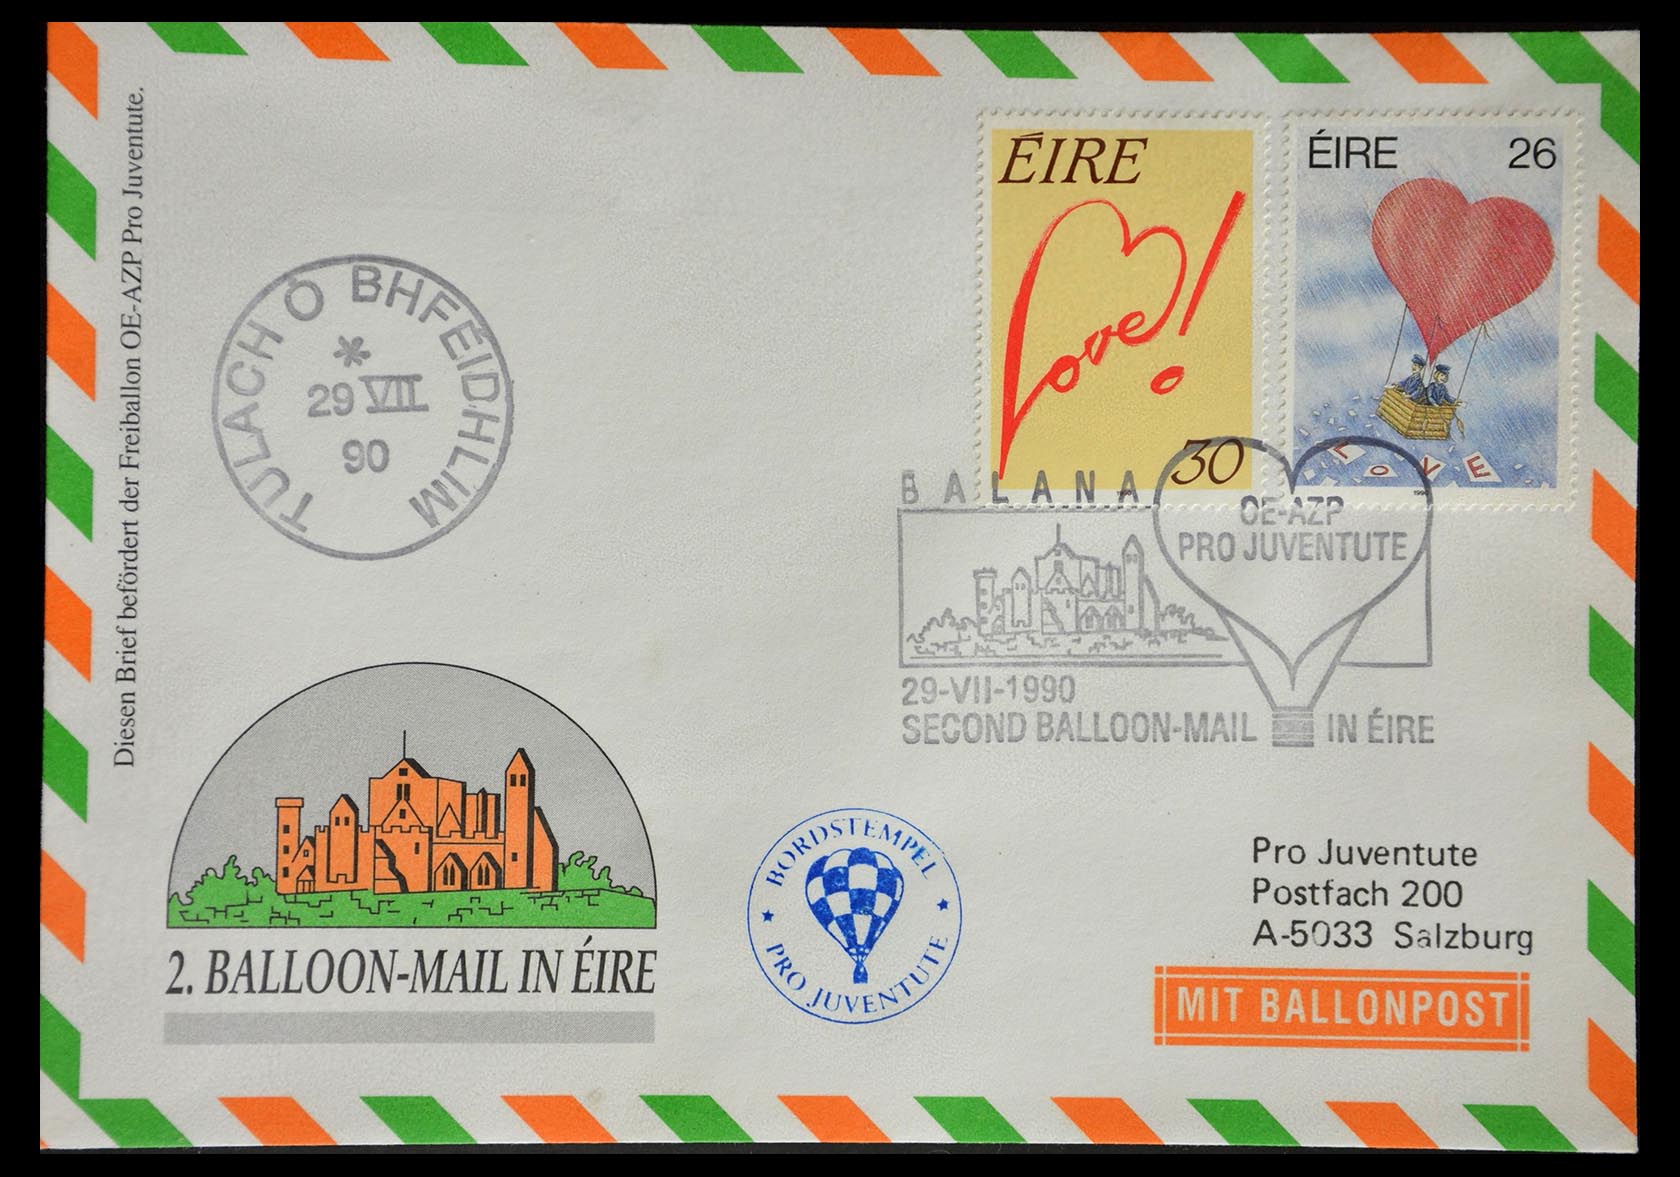 Diesen Brief befördert der Freiballon OE-AZP Pro Juventute.
TULACH Ó BHFÉIDHLIM
*
29 VII
90
ÉIRE
Love!
30
ÉIRE 26
LOVE
BALANA
OE-AZP
PRO JUVENTUTE
29-VII-1990
SECOND BALLOON-MAIL IN ÉIRE
2. BALLOON-MAIL IN ÉIRE
BORDSTEMPEL
PRO JUVENTUTE
Pro Juventute
Postfach 200
A-5033 Salzburg
MIT BALLONPOST